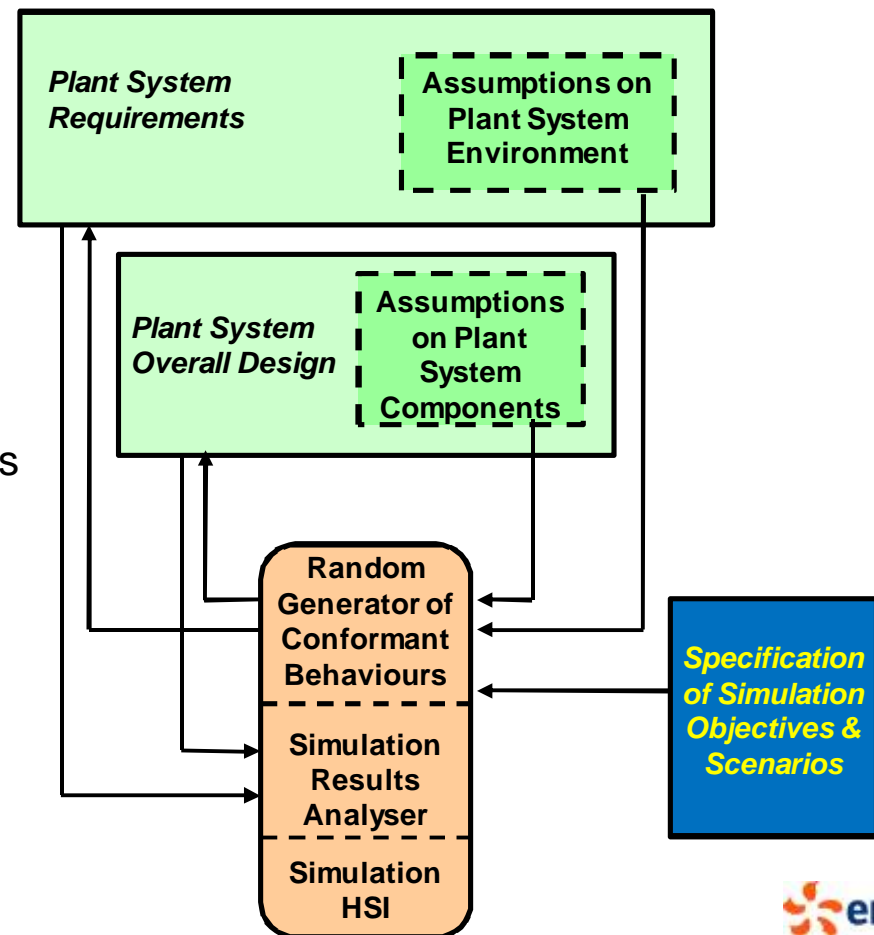 Plant System
Requirements
Assumptions on
Plant System
Environment
Plant System
Overall Design
Assumptions
on Plant
System
Components
s
Random
Generator of
Conformant
Behaviours
Simulation
Results
Analyser
Simulation
HSI
Specification
of Simulation
Objectives &
Scenarios
er